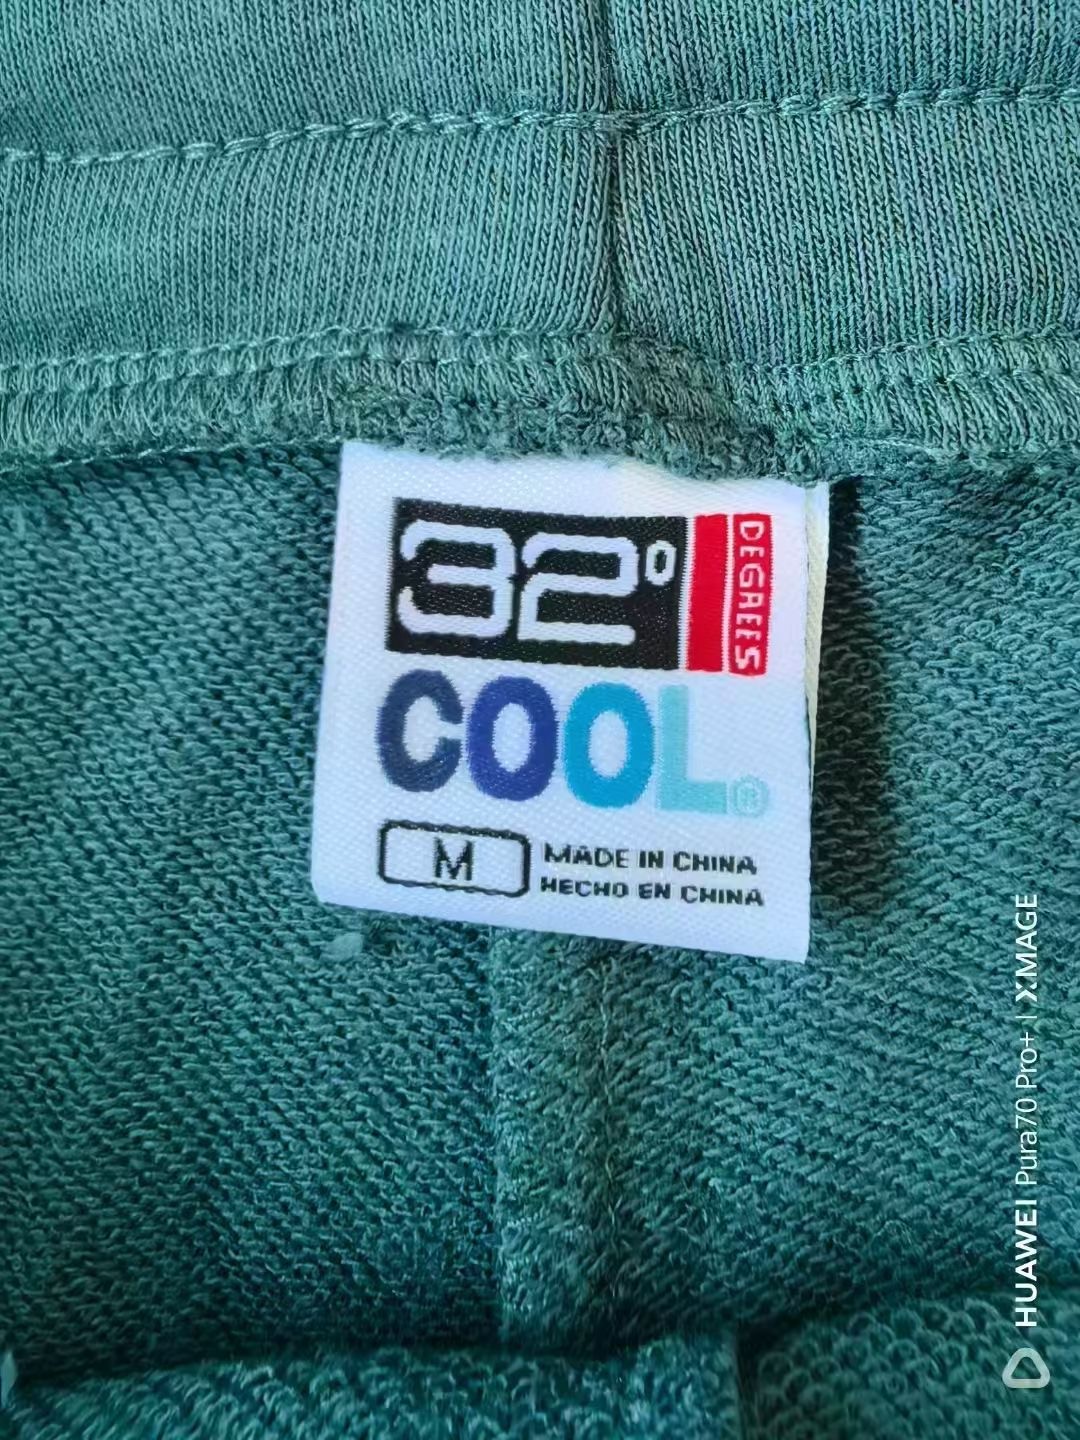 32°
DEGREES
COOL®
M
MADE IN CHINA
HECHO EN CHINA
HUAWEI Pura70 Pro+ | XMAGE